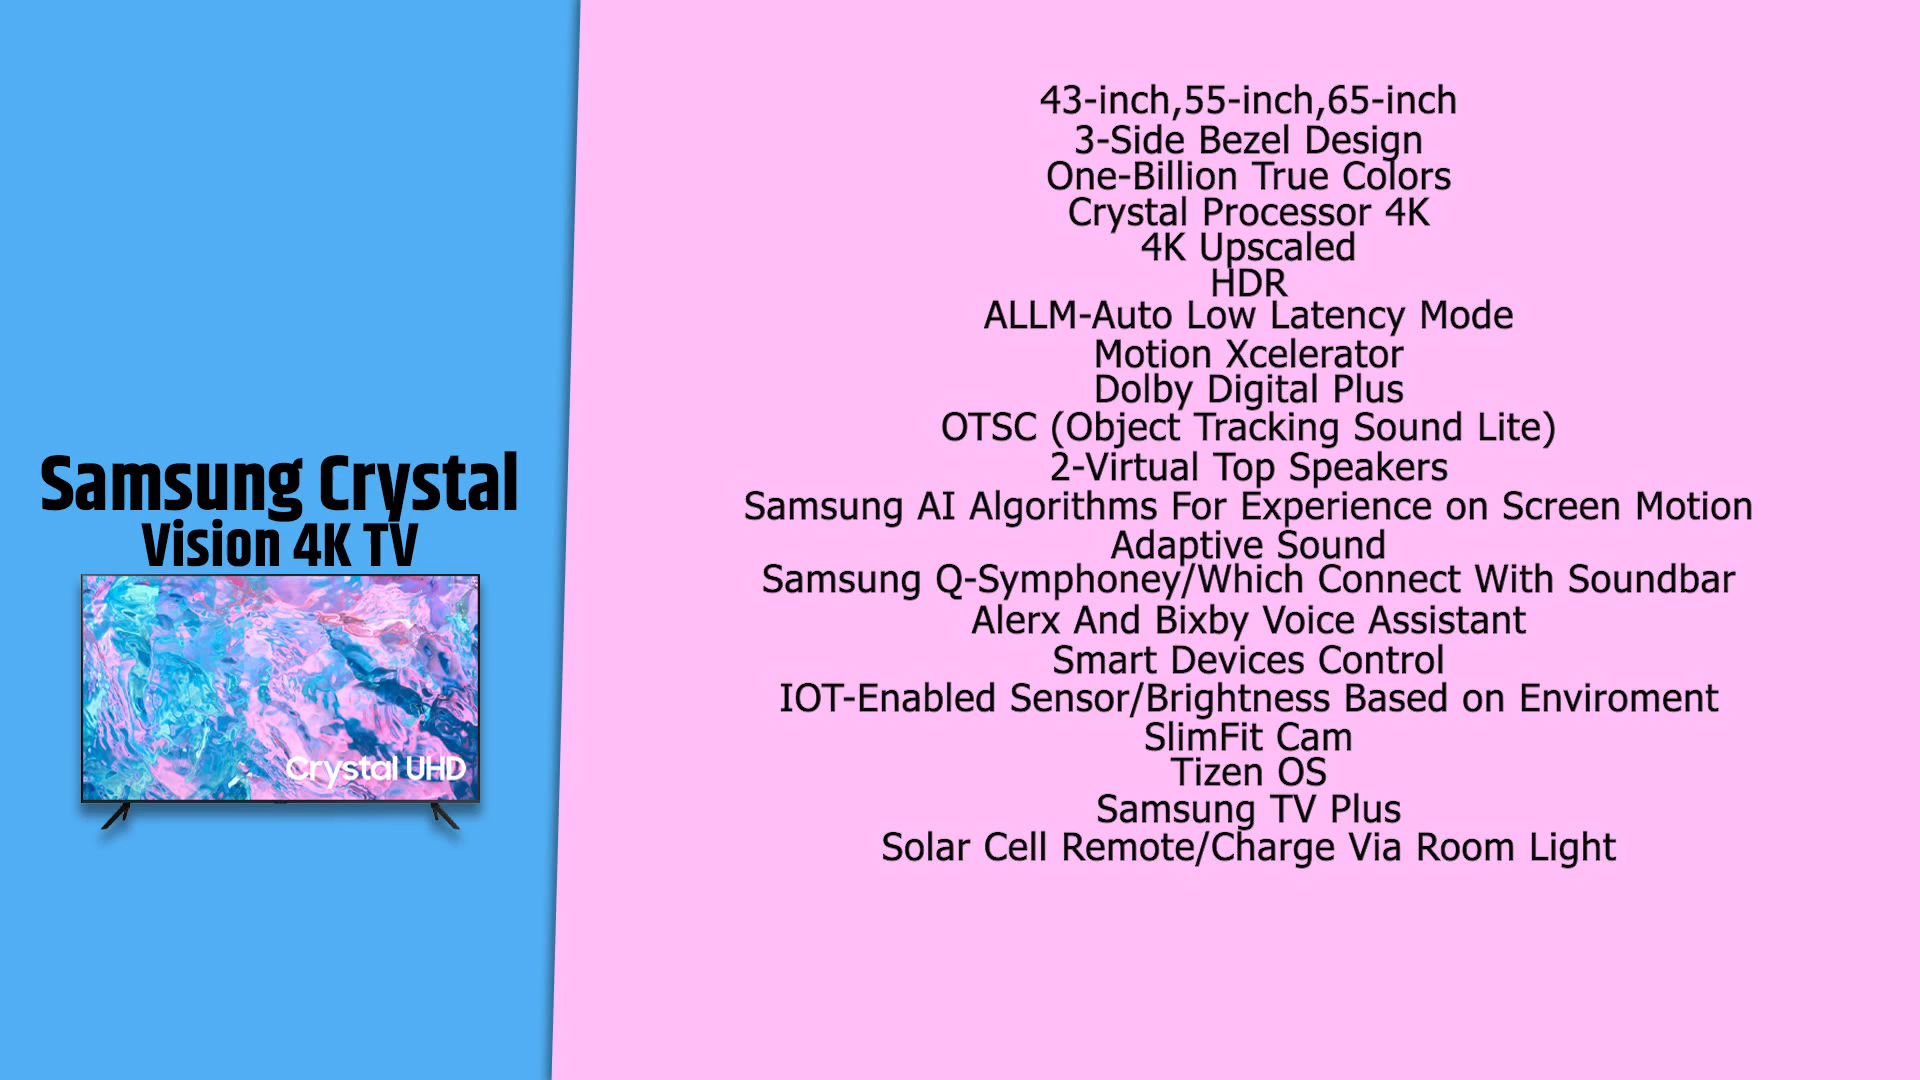 Samsung Crystal
Vision 4K TV
Crystal UHD
43-inch,55-inch,65-inch
3-Side Bezel Design
One-Billion True Colors
Crystal Processor 4K
4K Upscaled
HDR
ALLM-Auto Low Latency Mode
Motion Xcelerator
Dolby Digital Plus
OTSC (Object Tracking Sound Lite)
2-Virtual Top Speakers
Samsung AI Algorithms For Experience on Screen Motion
Adaptive Sound
Samsung Q-Symphoney/Which Connect With Soundbar
Alerx And Bixby Voice Assistant
Smart Devices Control
IOT-Enabled Sensor/Brightness Based on Enviroment
SlimFit Cam
Tizen OS
Samsung TV Plus
Solar Cell Remote/Charge Via Room Light